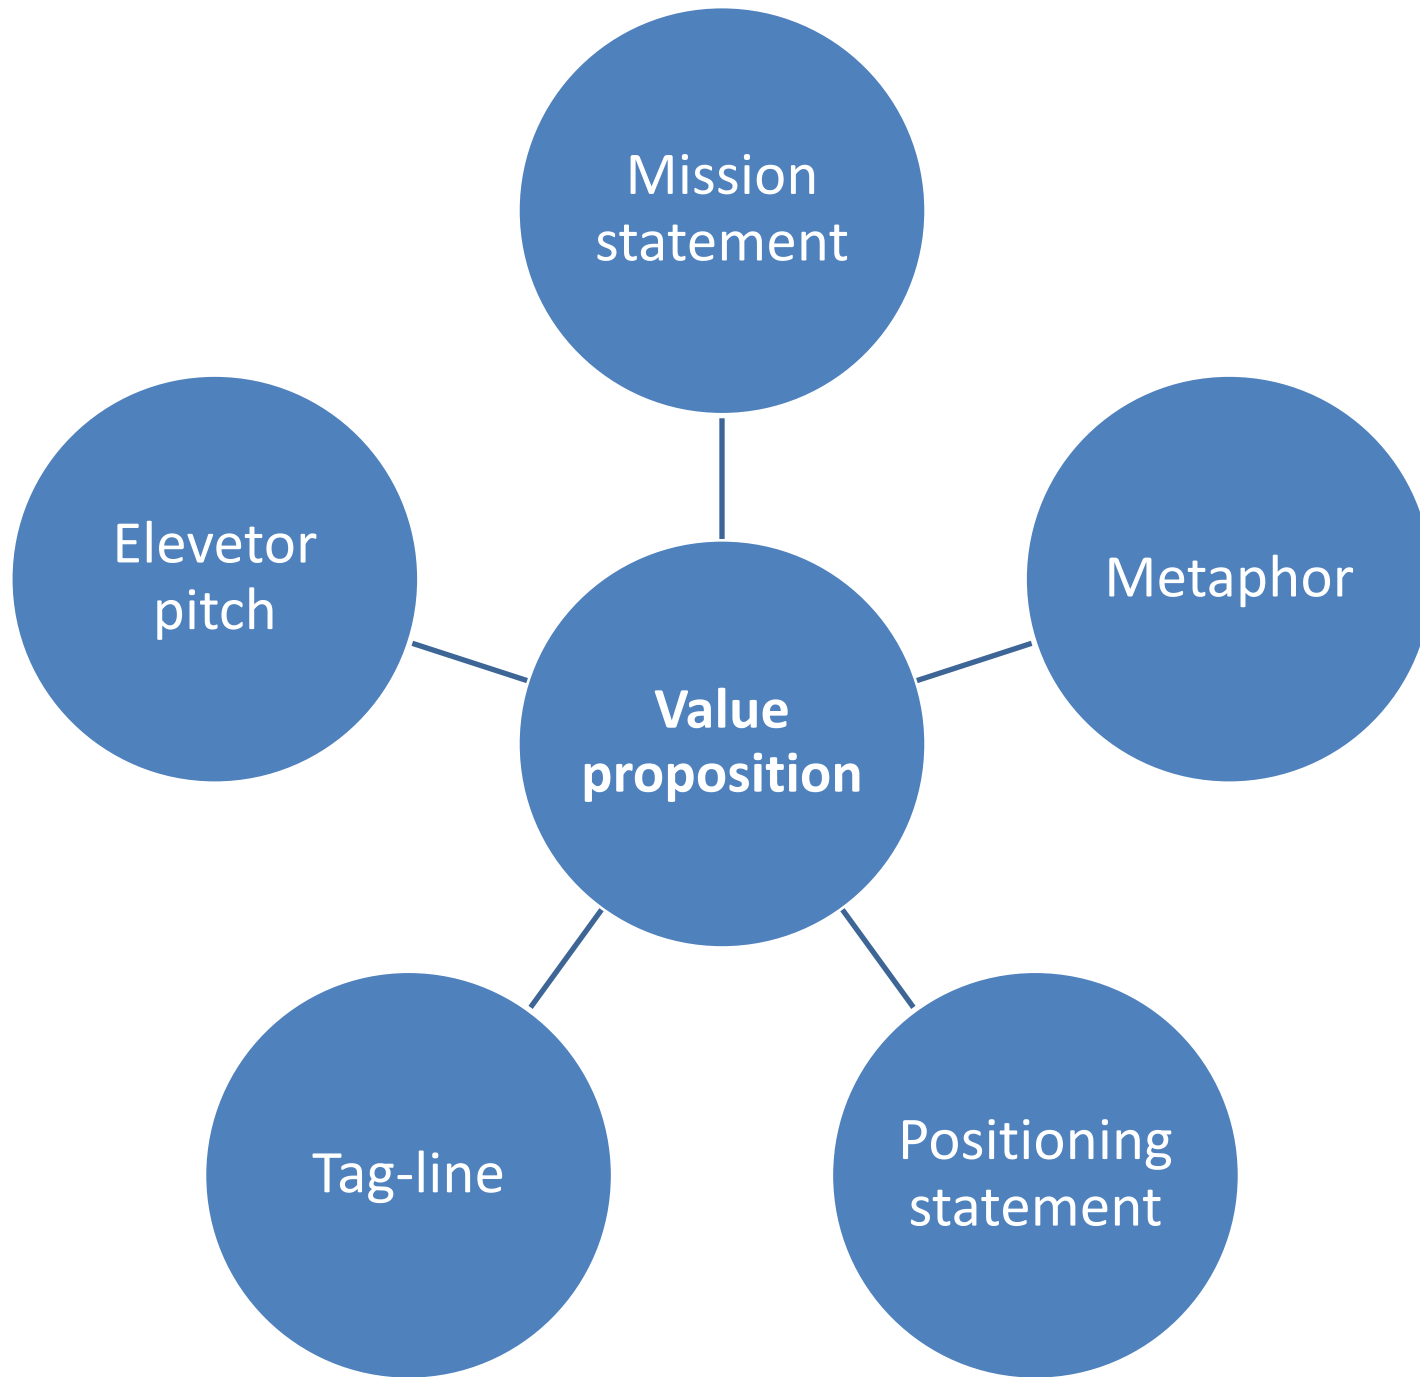 Mission
statement
Elevetor
pitch
Metaphor
Value
proposition
Tag-line
Positioning
statement